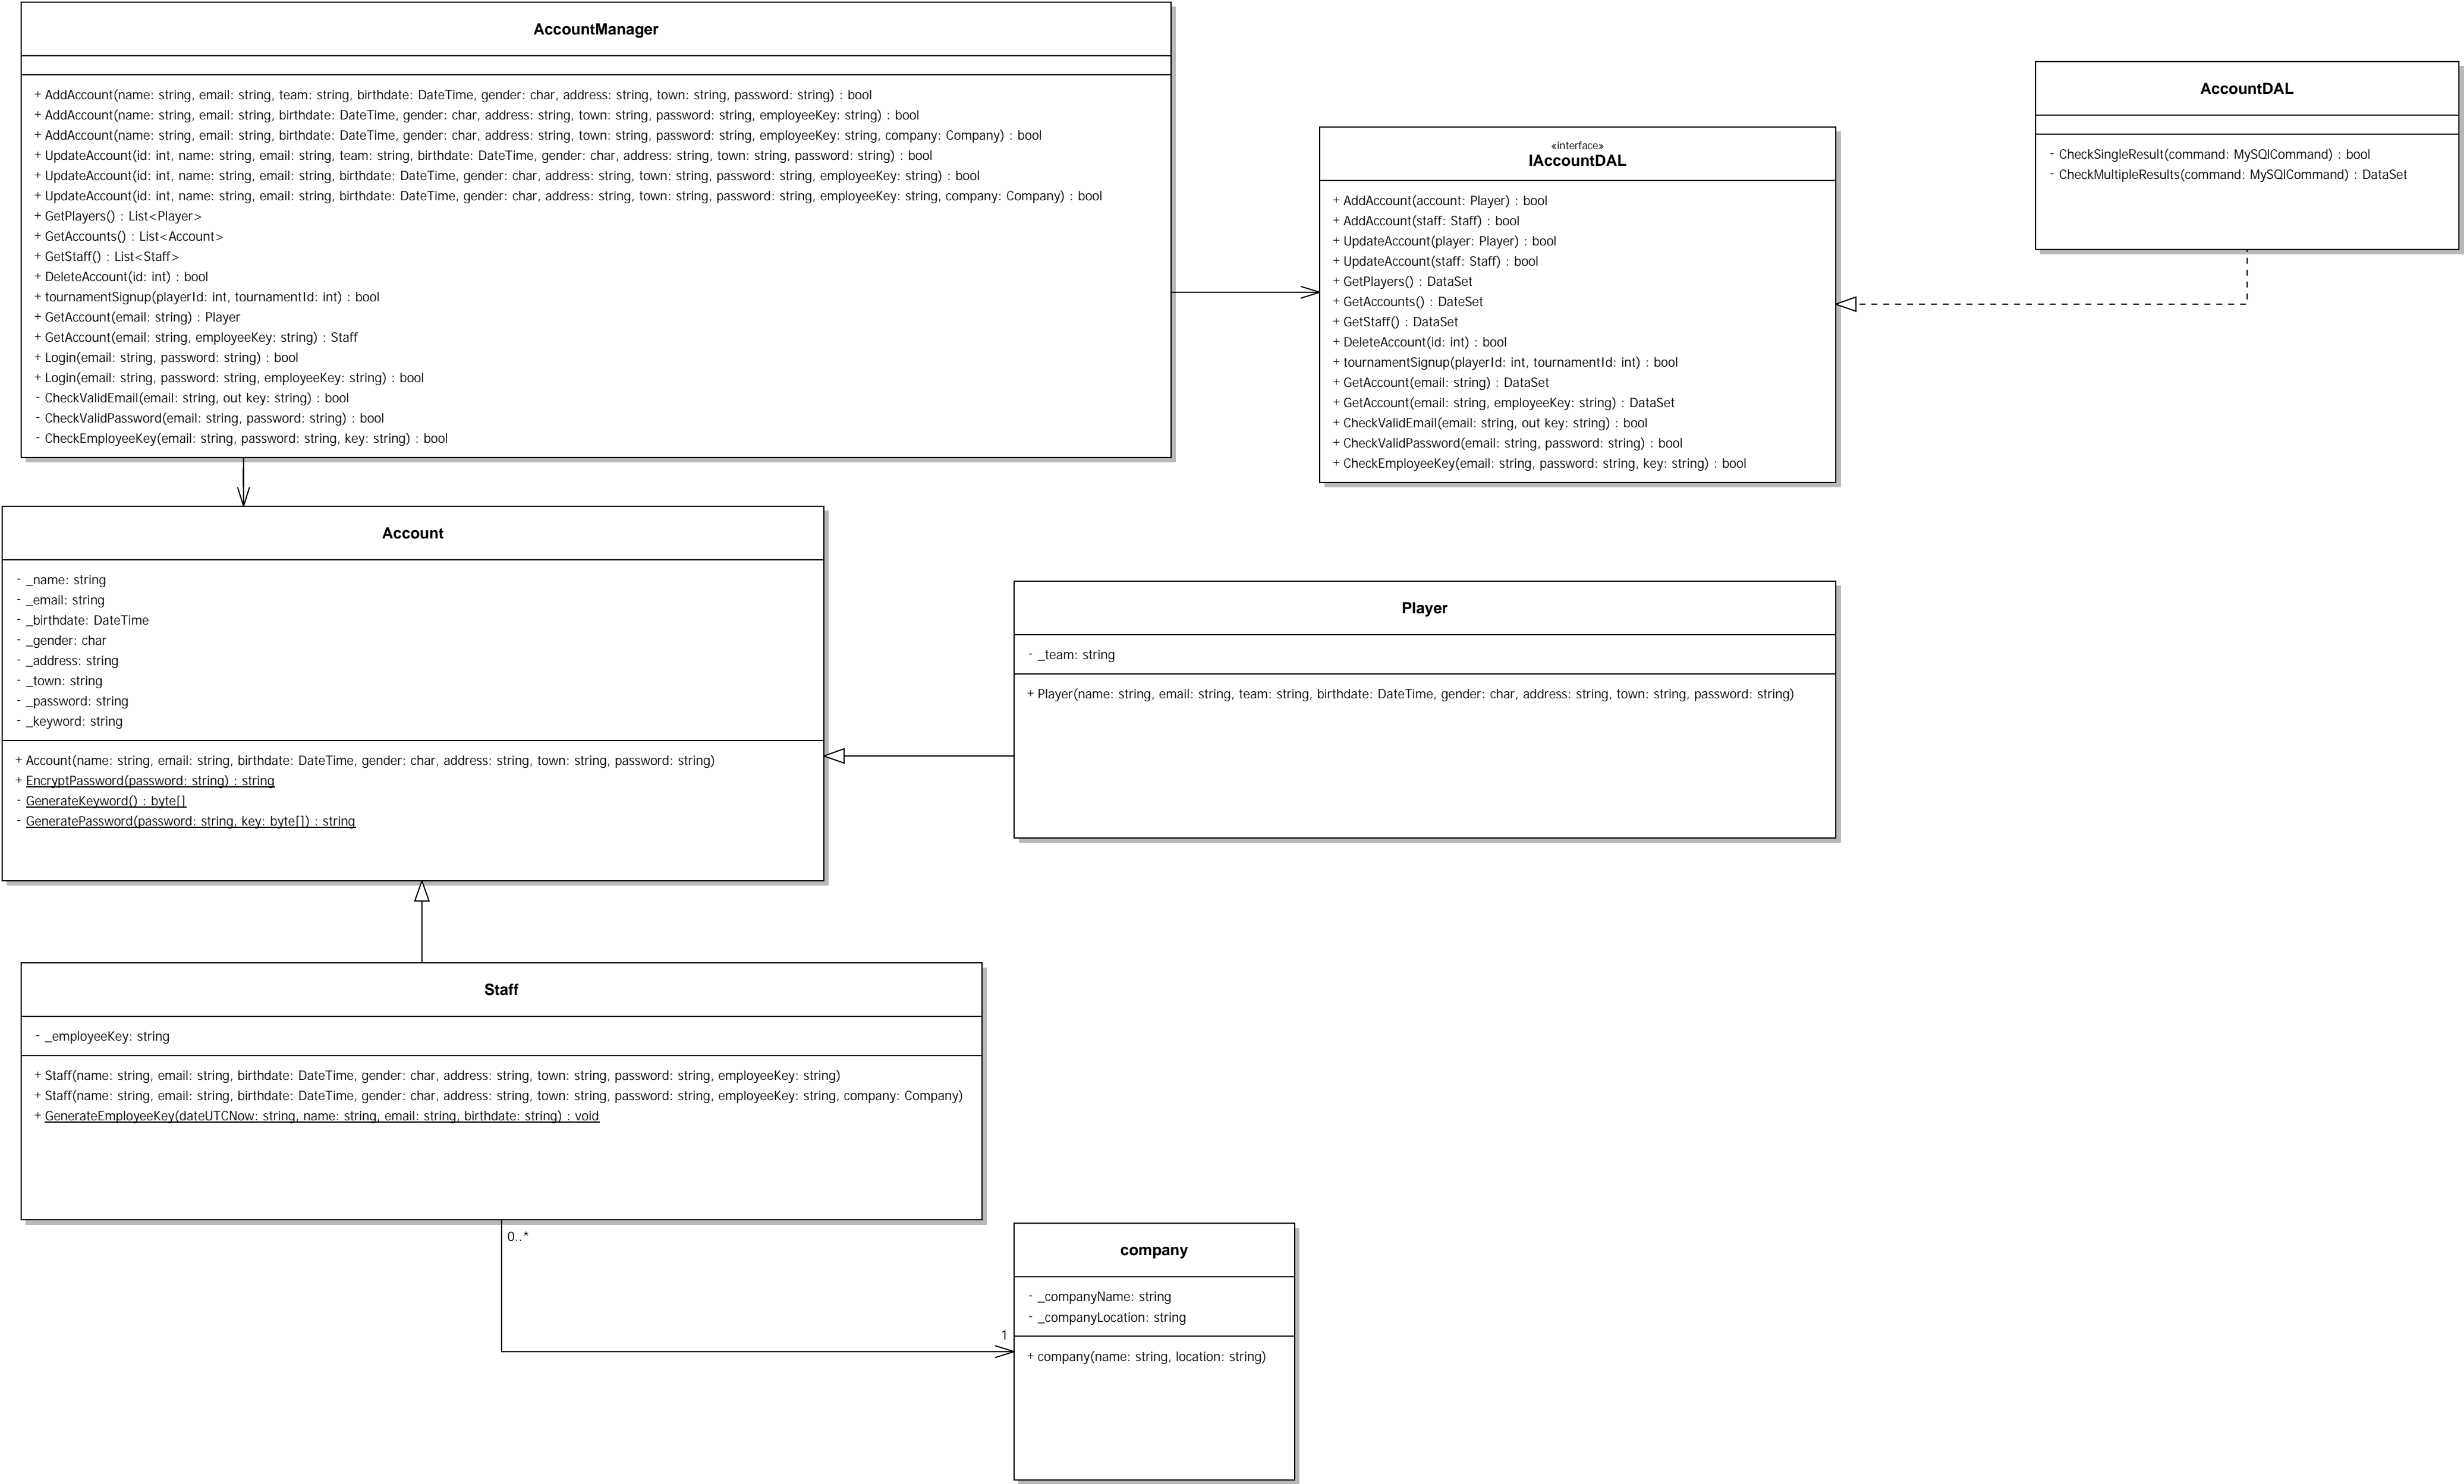 AccountManager
+ AddAccount(name: string, email: string, team: string, birthdate: DateTime, gender: char, address: string, town: string, password: string) : bool
+ AddAccount(name: string, email: string, birthdate: DateTime, gender: char, address: string, town: string, password: string, employeeKey: string) : bool
+ AddAccount(name: string, email: string, birthdate: DateTime, gender: char, address: string, town: string, password: string, employeeKey: string, company: Company) : bool
+ UpdateAccount(id: int, name: string, email: string, team: string, birthdate: DateTime, gender: char, address: string, town: string, password: string) : bool
+ UpdateAccount(id: int, name: string, email: string, birthdate: DateTime, gender: char, address: string, town: string, password: string, employeeKey: string) : bool
+ UpdateAccount(id: int, name: string, email: string, birthdate: DateTime, gender: char, address: string, town: string, password: string, employeeKey: string, company: Company) : bool
+ GetPlayers() : List<Player>
+ GetAccounts() : List<Account>
+ GetStaff() : List<Staff>
+ DeleteAccount(id: int) : bool
+ tournamentSignup(playerId: int, tournamentId: int) : bool
+ GetAccount(email: string) : Player
+ GetAccount(email: string, employeeKey: string) : Staff
+ Login(email: string, password: string) : bool
+ Login(email: string, password: string, employeeKey: string) : bool
- CheckValidEmail(email: string, out key: string) : bool
- CheckValidPassword(email: string, password: string) : bool
- CheckEmployeeKey(email: string, password: string, key: string) : bool
«interface»
IAccountDAL
+ AddAccount(account: Player) : bool
+ AddAccount(staff: Staff) : bool
+ UpdateAccount(player: Player) : bool
+ UpdateAccount(staff: Staff) : bool
+ GetPlayers() : DataSet
+ GetAccounts() : DateSet
+ GetStaff() : DataSet
+ DeleteAccount(id: int) : bool
+ tournamentSignup(playerId: int, tournamentId: int) : bool
+ GetAccount(email: string) : DataSet
+ GetAccount(email: string, employeeKey: string) : DataSet
+ CheckValidEmail(email: string, out key: string) : bool
+ CheckValidPassword(email: string, password: string) : bool
+ CheckEmployeeKey(email: string, password: string, key: string) : bool
AccountDAL
- CheckSingleResult(command: MySQlCommand) : bool
- CheckMultipleResults(command: MySQlCommand) : DataSet
Account
- _name: string
- _email: string
- _birthdate: DateTime
- _gender: char
- _address: string
- _town: string
- _password: string
- _keyword: string
+ Account(name: string, email: string, birthdate: DateTime, gender: char, address: string, town: string, password: string)
+ EncryptPassword(password: string) : string
- GenerateKeyword() : byte[]
- GeneratePassword(password: string, key: byte[]) : string
Player
- _team: string
+ Player(name: string, email: string, team: string, birthdate: DateTime, gender: char, address: string, town: string, password: string)
Staff
- _employeeKey: string
+ Staff(name: string, email: string, birthdate: DateTime, gender: char, address: string, town: string, password: string, employeeKey: string)
+ Staff(name: string, email: string, birthdate: DateTime, gender: char, address: string, town: string, password: string, employeeKey: string, company: Company)
+ GenerateEmployeeKey(dateUTCNow: string, name: string, email: string, birthdate: string) : void
0..*
1
company
- _companyName: string
- _companyLocation: string
+ company(name: string, location: string)